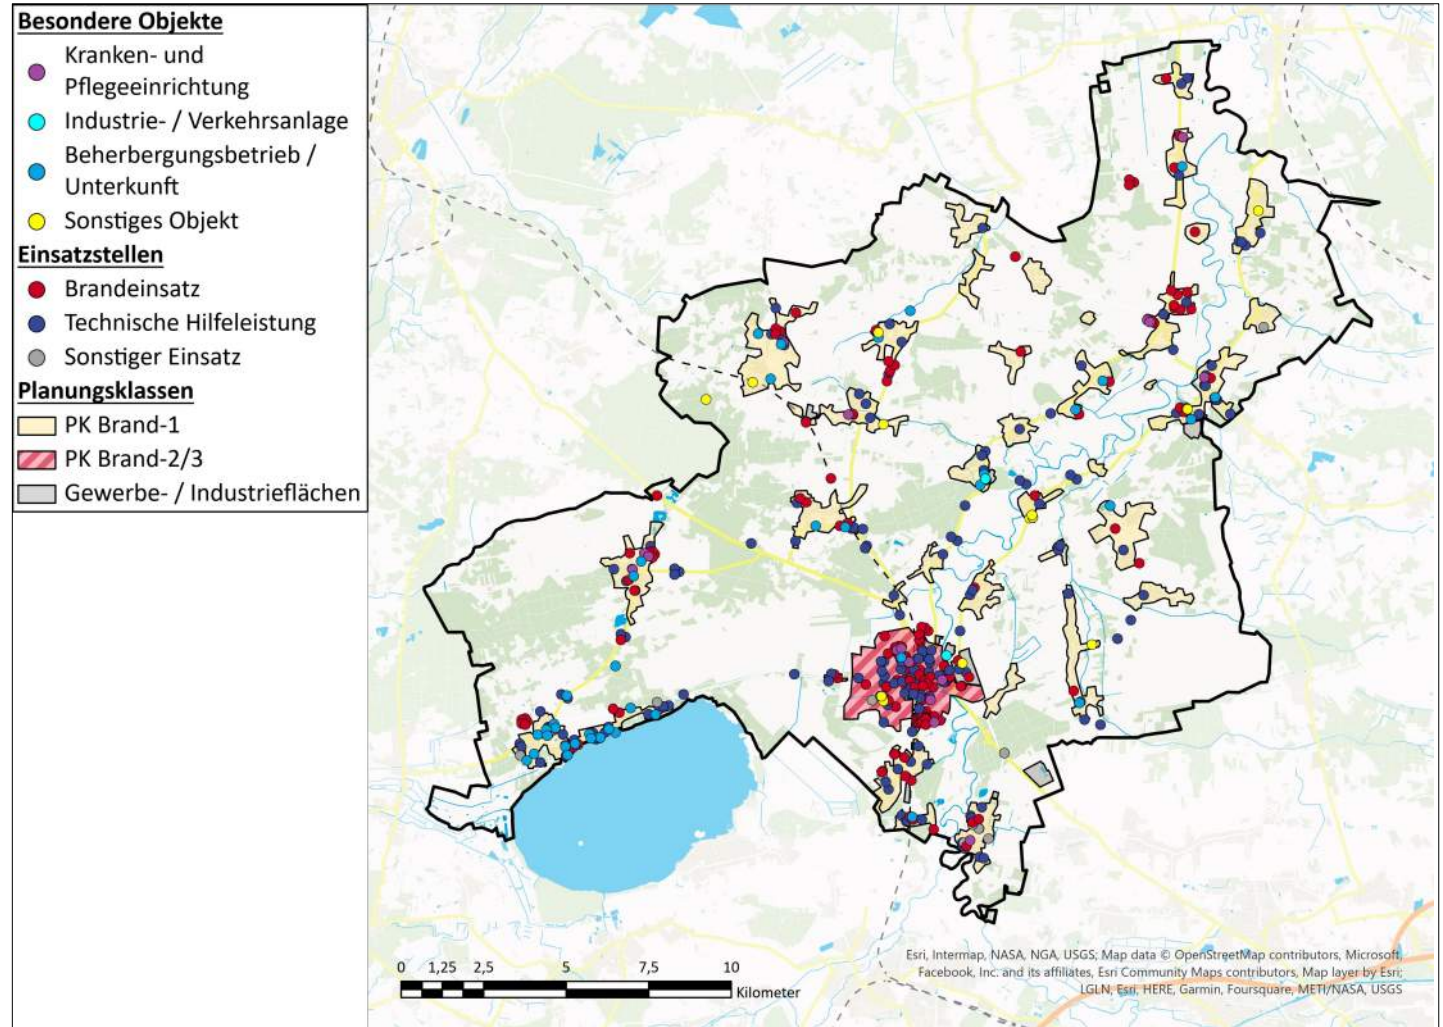 Besondere Objekte
Kranken- und
Pflegeeinrichtung
Industrie- / Verkehrsanlage
Beherbergungsbetrieb /
Unterkunft
Sonstiges Objekt
Einsatzstellen
Brandeinsatz
Technische Hilfeleistung
Sonstiger Einsatz
Planungsklassen
PK Brand-1
PK Brand-2/3
Gewerbe- / Industrieflächen
0 1,25 2,5 5 7,5 10
Kilometer
Esri, Intermap, NASA, NGA, USGS; Map data © OpenStreetMap contributors, Microsoft,
Facebook, Inc. and its affiliates, Esri Community Maps contributors, Map layer by Esri;
LGLN, Esri, HERE, Garmin, Foursquare, METI/NASA, USGS